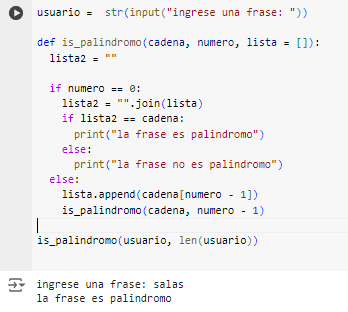 usuario =  str(input("ingrese una frase: "))
def is_palindromo(cadena, numero, lista = []):
  lista2 = ""
  if numero == 0:
    lista2 = "".join(lista)
    if lista2 == cadena:
      print("la frase es palindromo")
    else:
      print("la frase no es palindromo")
  else:
    lista.append(cadena[numero - 1])
    is_palindromo(cadena, numero - 1)
is_palindromo(usuario, len(usuario))
ingrese una frase: salas
la frase es palindromo